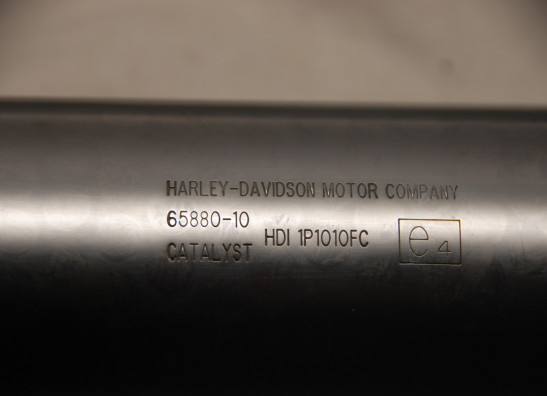 HARLEY-DAVIDSON MOTOR COMPANY
65880-10
HDI 1P1010FC
CATALYST
e4